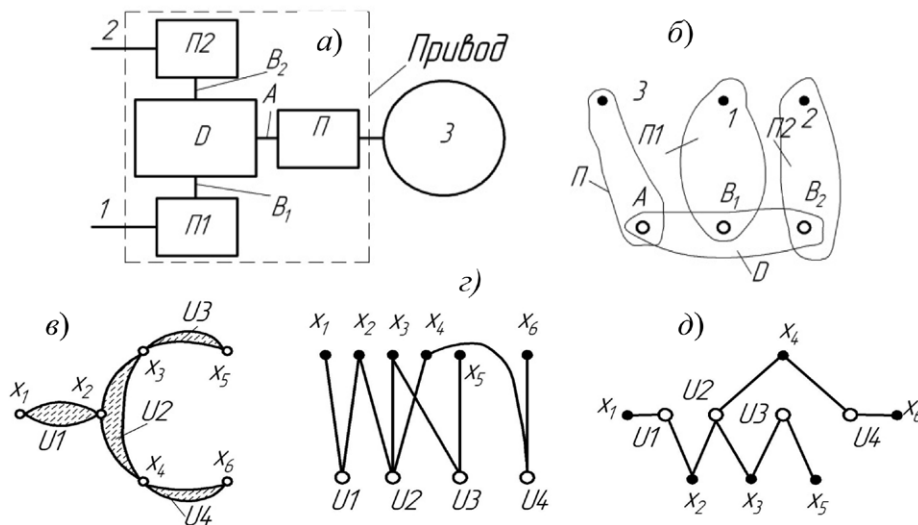 а)
2
П2
Привод
B₂
A
D
П
3
B₁
1
П1
б)
3
П1
1
П2
2
П
A
B₁
B₂
D
в)
U3
x₁
x₂
x₃
x₅
U1
U2
x₄
x₆
U4
г)
x₁
x₂
x₃
x₄
x₆
x₅
U1
U2
U3
U4
д)
x₄
x₁
U1
U2
U3
U4
x₆
x₂
x₃
x₅